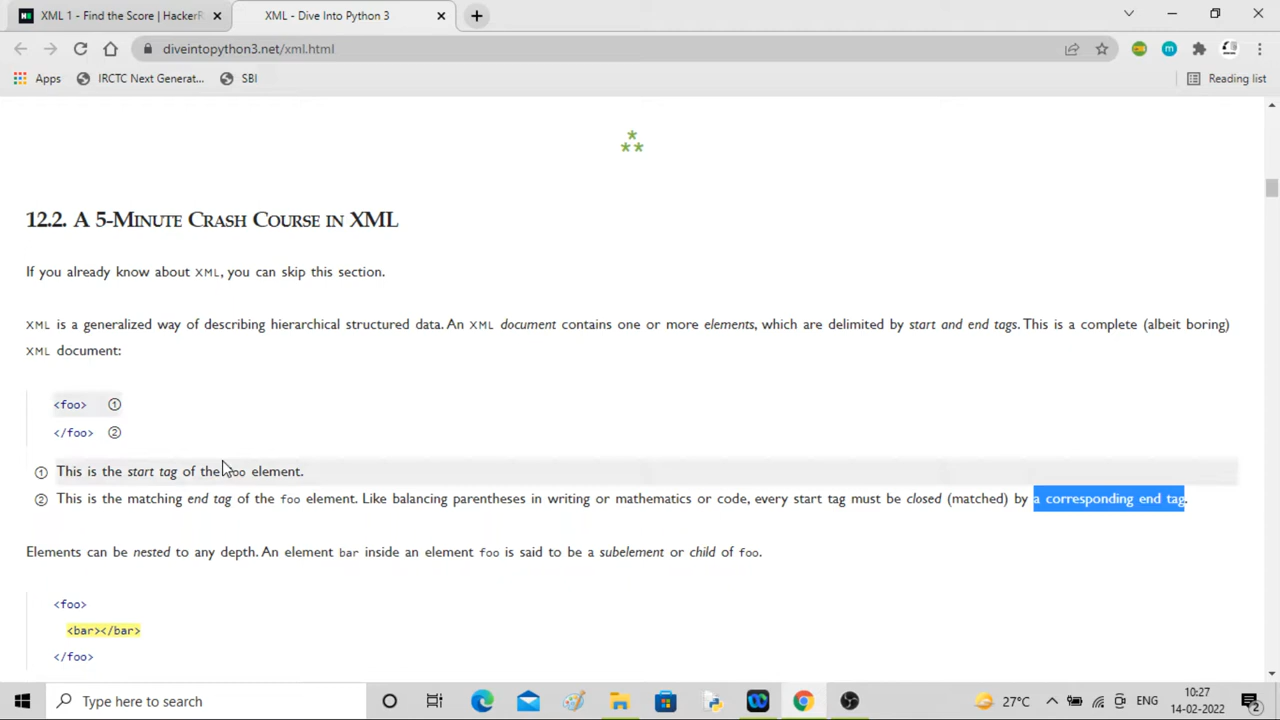 XML 1 - Find the Score | HackerR
XML - Dive Into Python 3
diveintopython3.net/xml.html
Apps
IRCTC Next Generat...
SBI
Reading list
12.2. A 5-Minute Crash Course in XML
If you already know about XML, you can skip this section.
XML is a generalized way of describing hierarchical structured data. An XML document contains one or more elements, which are delimited by start and end tags. This is a complete (albeit boring)
XML document:
<foo> ①
</foo> ②
① This is the start tag of the foo element.
② This is the matching end tag of the foo element. Like balancing parentheses in writing or mathematics or code, every start tag must be closed (matched) by a corresponding end tag.
Elements can be nested to any depth. An element bar inside an element foo is said to be a subelement or child of foo.
<foo>
<bar></bar>
</foo>
Type here to search
27°C
ENG
10:27
14-02-2022
2